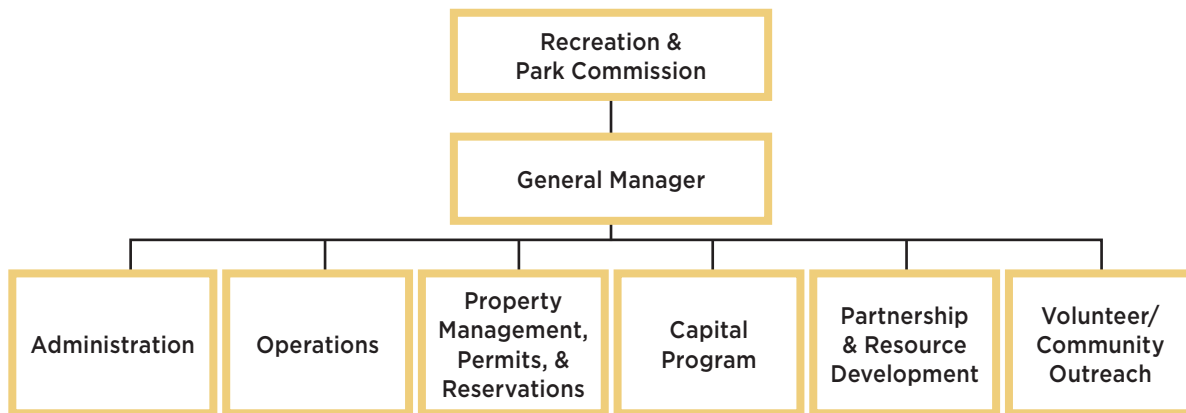 Recreation &
Park Commission
General Manager
Administration
Operations
Property
Management,
Permits, &
Reservations
Capital
Program
Partnership
& Resource
Development
Volunteer/
Community
Outreach